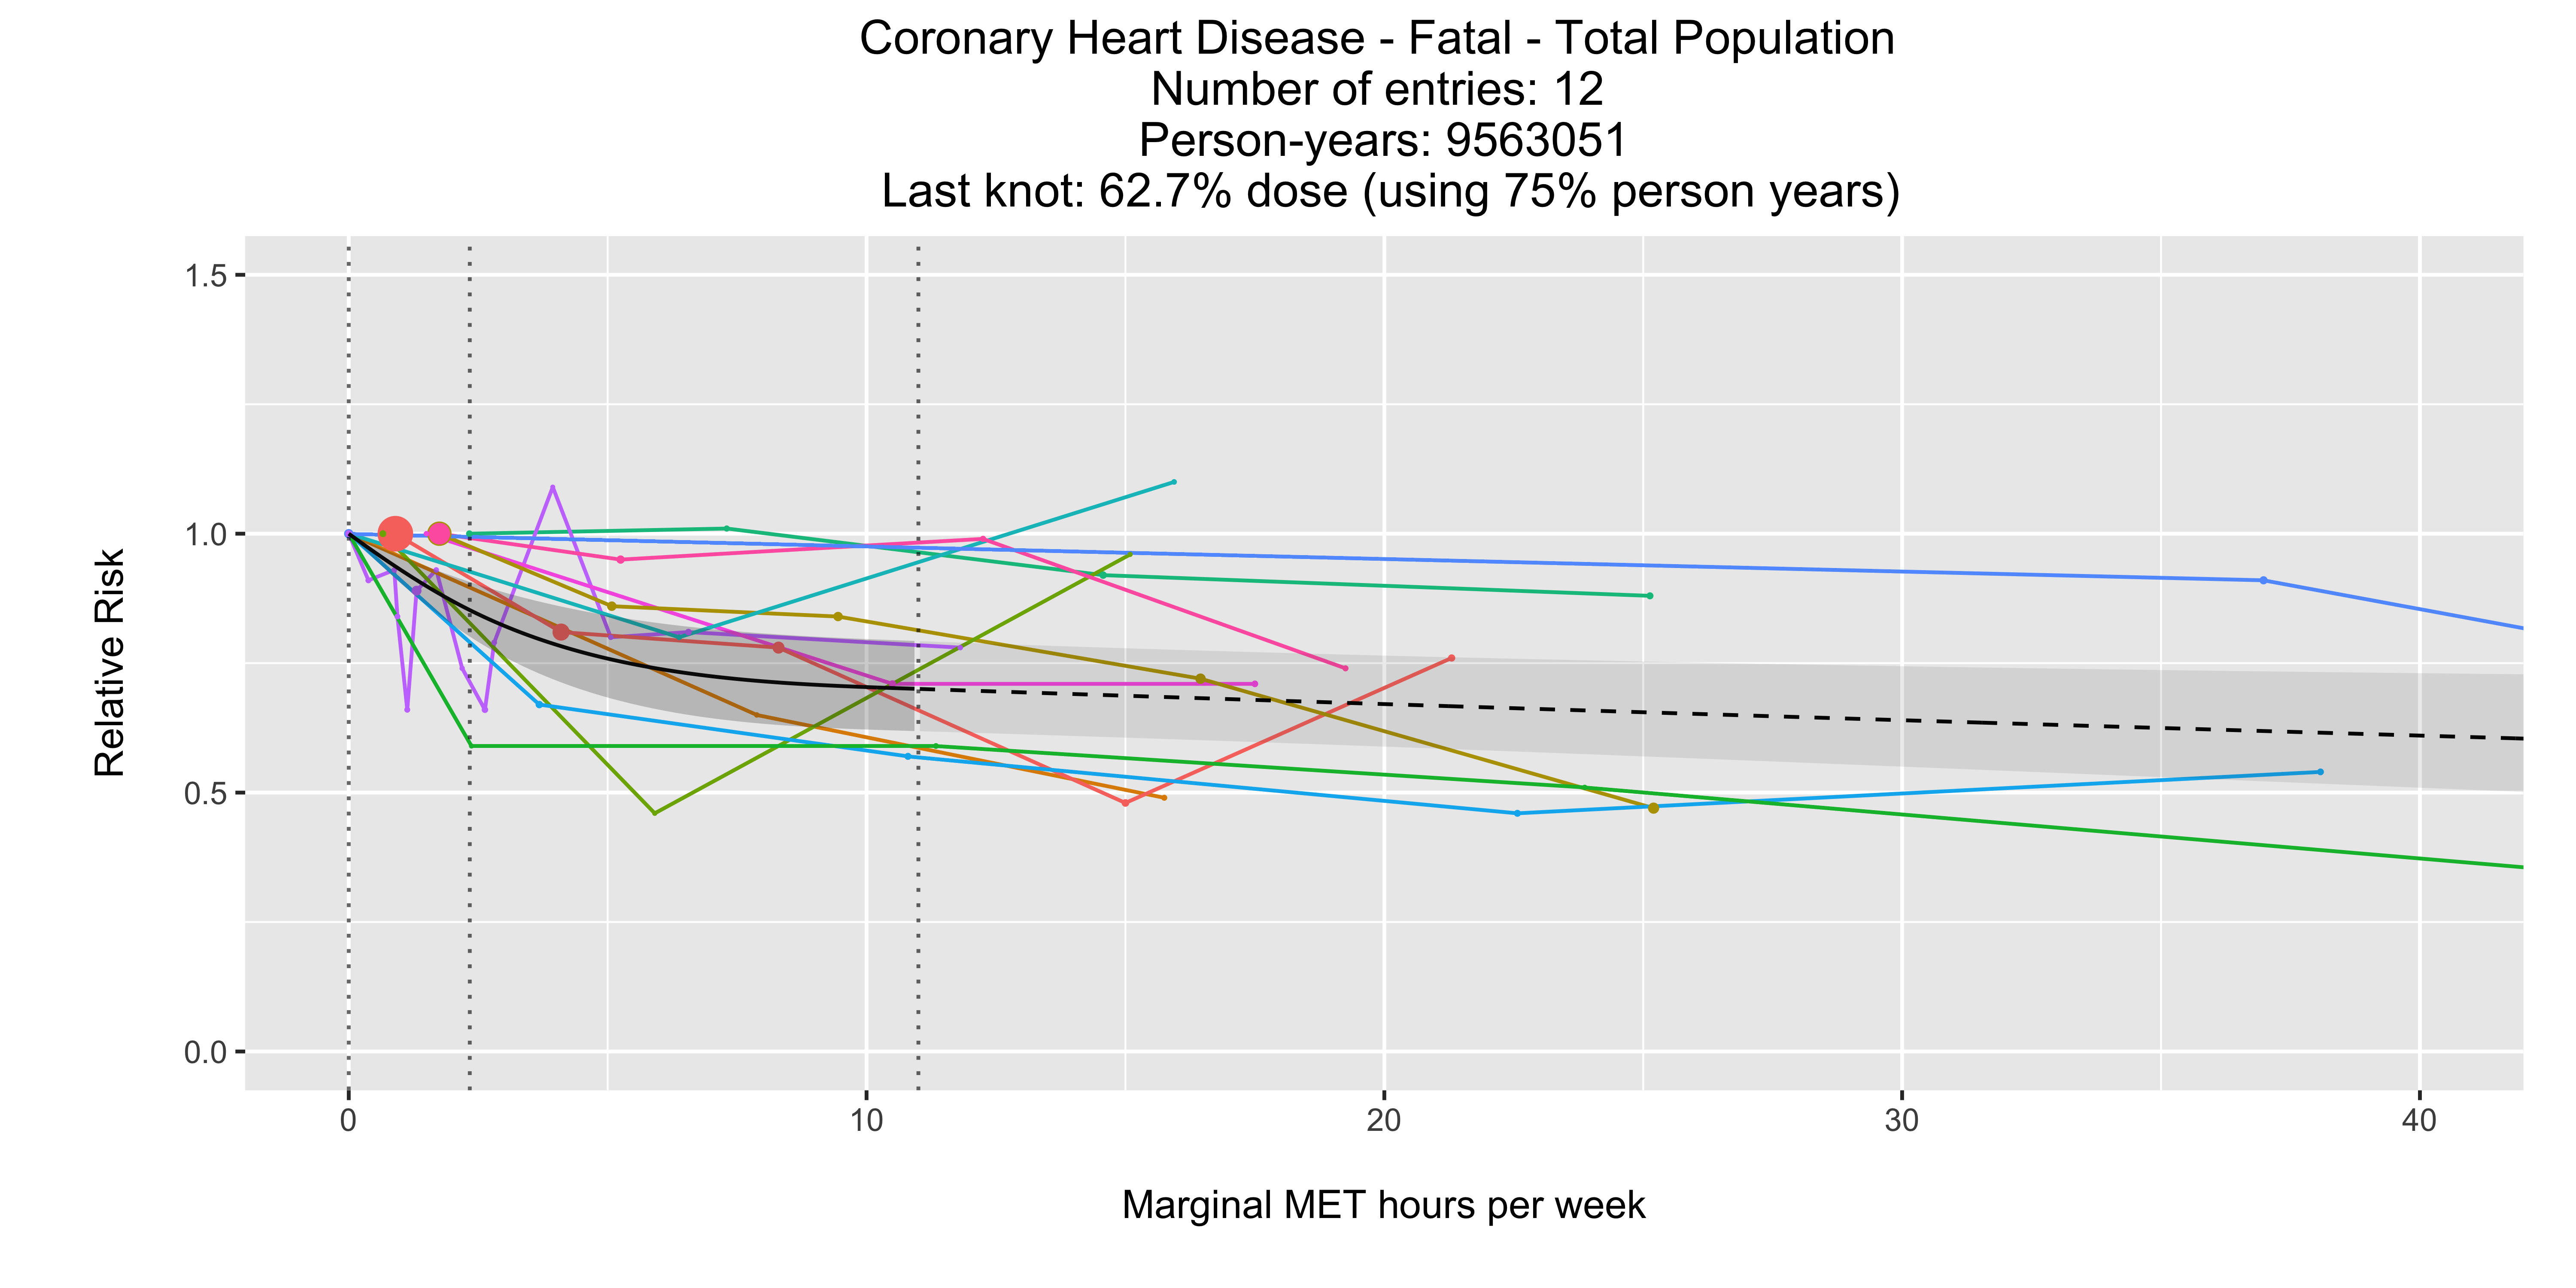 Coronary Heart Disease - Fatal - Total Population
Number of entries: 12
Person-years: 9563051
Last knot: 62.7% dose (using 75% person years)
1.5
1.0
0.5
0.0
Relative Risk
0 10 20 30 40
Marginal MET hours per week